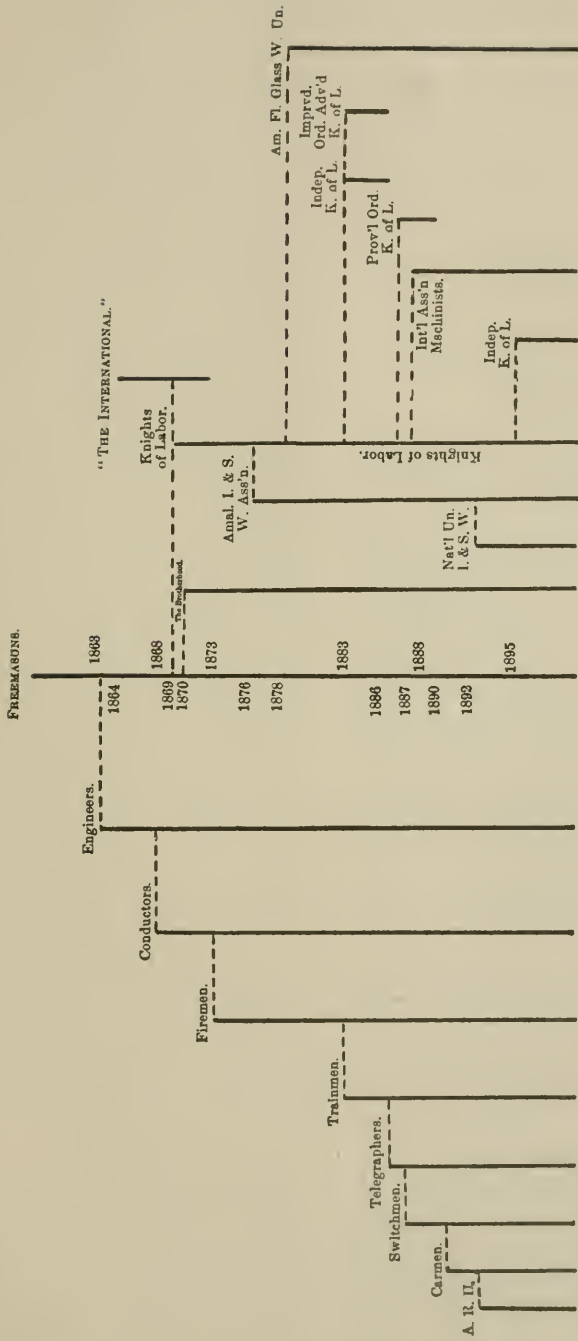 FREEMASONS.
1863
1864
1868
1869
1870
1873
1876
1878
1883
1886
1887
1888
1890
1892
1895
Engineers.
Conductors.
Firemen.
Trainmen.
Telegraphers.
Switchmen.
Carmen.
A. R. U.
The Brotherhood.
"THE INTERNATIONAL."
Knights
of Labor.
Knights of Labor.
Amal. I. & S.
W. Ass'n.
Nat'l Un.
I. & S. W.
Am. Fl. Glass W. Un.
Imprvd.
Ord. Adv'd
K. of L.
Indep.
K. of L.
Prov'l Ord.
K. of L.
Int'l Ass'n
Machinists.
Indep.
K. of L.